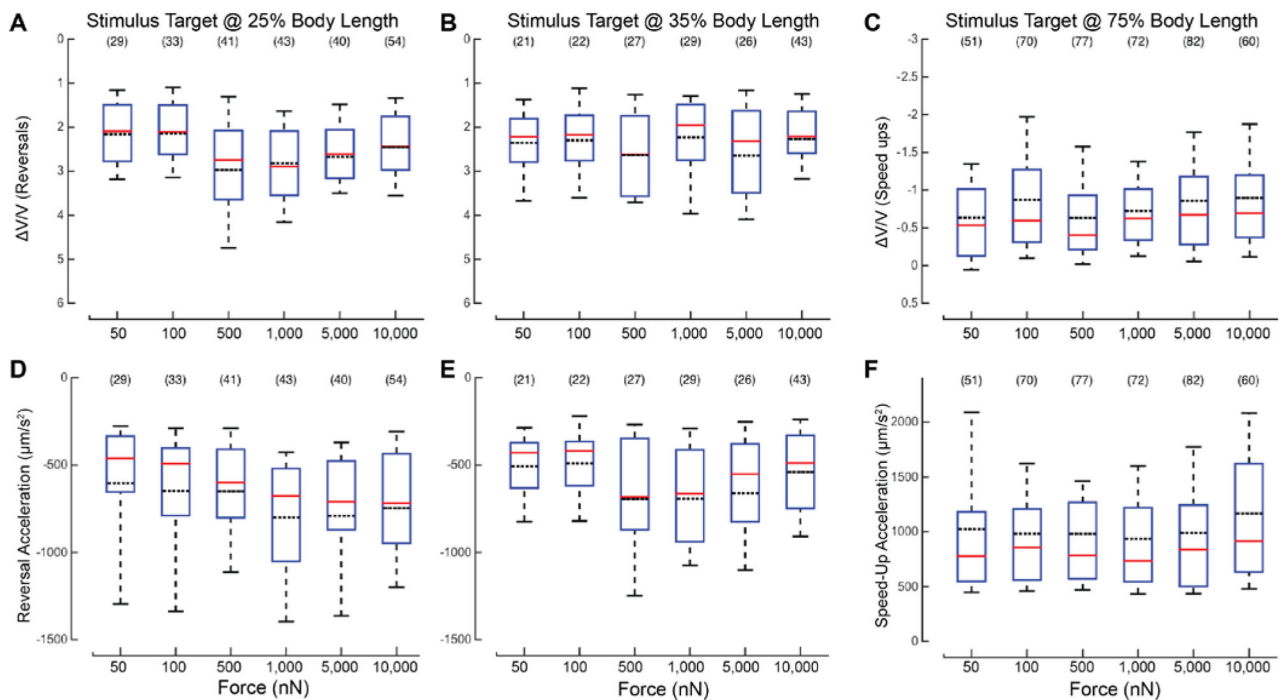 A Stimulus Target @ 25% Body Length
(29) (33) (41) (43) (40) (54)
ΔV/V (Reversals)
0
1
2
3
4
5
6
50 100 500 1,000 5,000 10,000
B Stimulus Target @ 35% Body Length
(21) (22) (27) (29) (26) (43)
ΔV/V (Reversals)
0
1
2
3
4
5
6
50 100 500 1,000 5,000 10,000
C Stimulus Target @ 75% Body Length
(51) (70) (77) (72) (82) (60)
ΔV/V (Speed ups)
-3
-2.5
-2
-1.5
-1
-0.5
0
0.5
50 100 500 1,000 5,000 10,000
D
(29) (33) (41) (43) (40) (54)
Reversal Acceleration (µm/s²)
0
-500
-1000
-1500
50 100 500 1,000 5,000 10,000
Force (nN)
E
(21) (22) (27) (29) (26) (43)
0
-500
-1000
-1500
50 100 500 1,000 5,000 10,000
Force (nN)
F
(51) (70) (77) (72) (82) (60)
Speed-Up Acceleration (µm/s²)
2000
1500
1000
500
0
50 100 500 1,000 5,000 10,000
Force (nN)